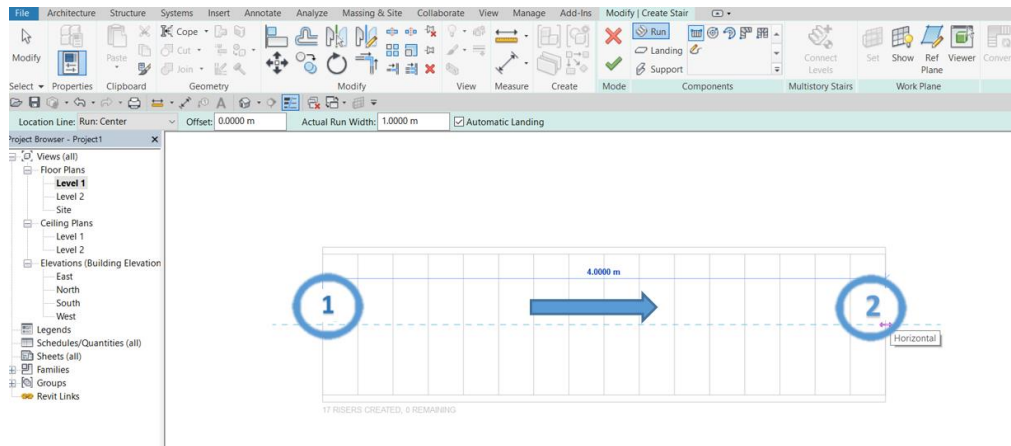 File Architecture Structure Systems Insert Annotate Analyze Massing & Site Collaborate View Manage Add-Ins Modify | Create Stair
Cope Run
Modify Paste Cut Landing Connect Levels Set Show Ref Plane Viewer Conver
Join Support
Select Properties Clipboard Geometry Modify View Measure Create Mode Components Multistory Stairs Work Plane
Location Line: Run: Center Offset: 0.0000 m Actual Run Width: 1.0000 m Automatic Landing
Project Browser - Project1
Views (all)
Floor Plans
Level 1
Level 2
Site
Ceiling Plans
Level 1
Level 2
Elevations (Building Elevation
East
North
South
West
Legends
Schedules/Quantities (all)
Sheets (all)
Families
Groups
Revit Links
4.0000 m
1 2
Horizontal
17 RISERS CREATED, 0 REMAINING